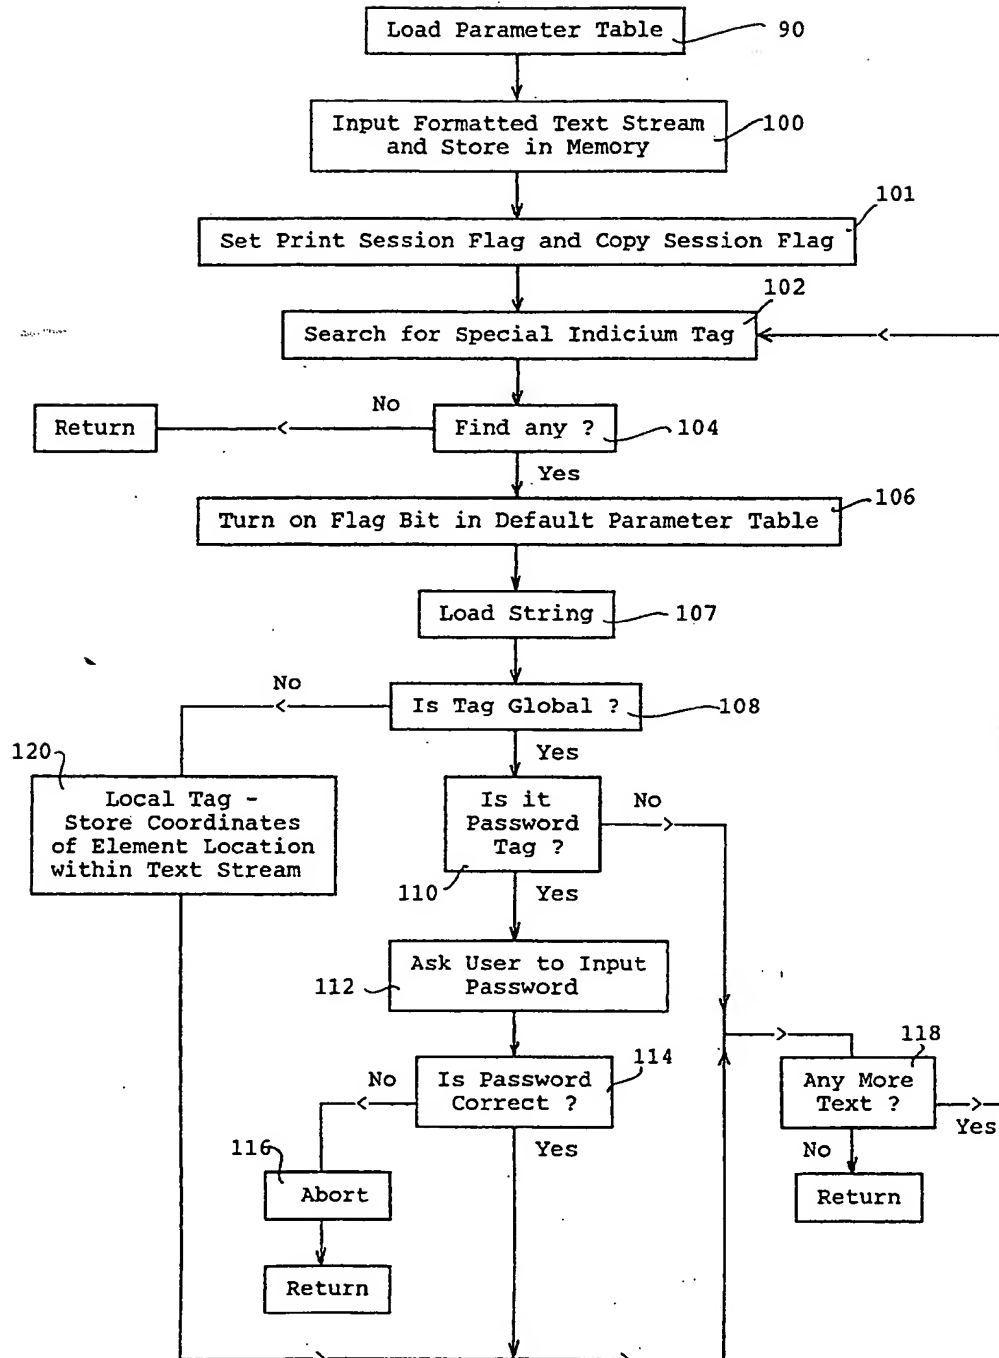 Load Parameter Table
90
Input Formatted Text Stream
and Store in Memory
100
101
Set Print Session Flag and Copy Session Flag
102
Search for Special Indicium Tag
No
Return
Find any ?
104
Yes
106
Turn on Flag Bit in Default Parameter Table
Load String
107
No
Is Tag Global ?
108
120
Yes
Local Tag -
Store Coordinates
of Element Location
within Text Stream
Is it
Password
Tag ?
No
110
Yes
Ask User to Input
Password
112
118
114
No
Is Password
Correct ?
Any More
Text ?
Yes
Yes
No
116
Abort
Return
Return